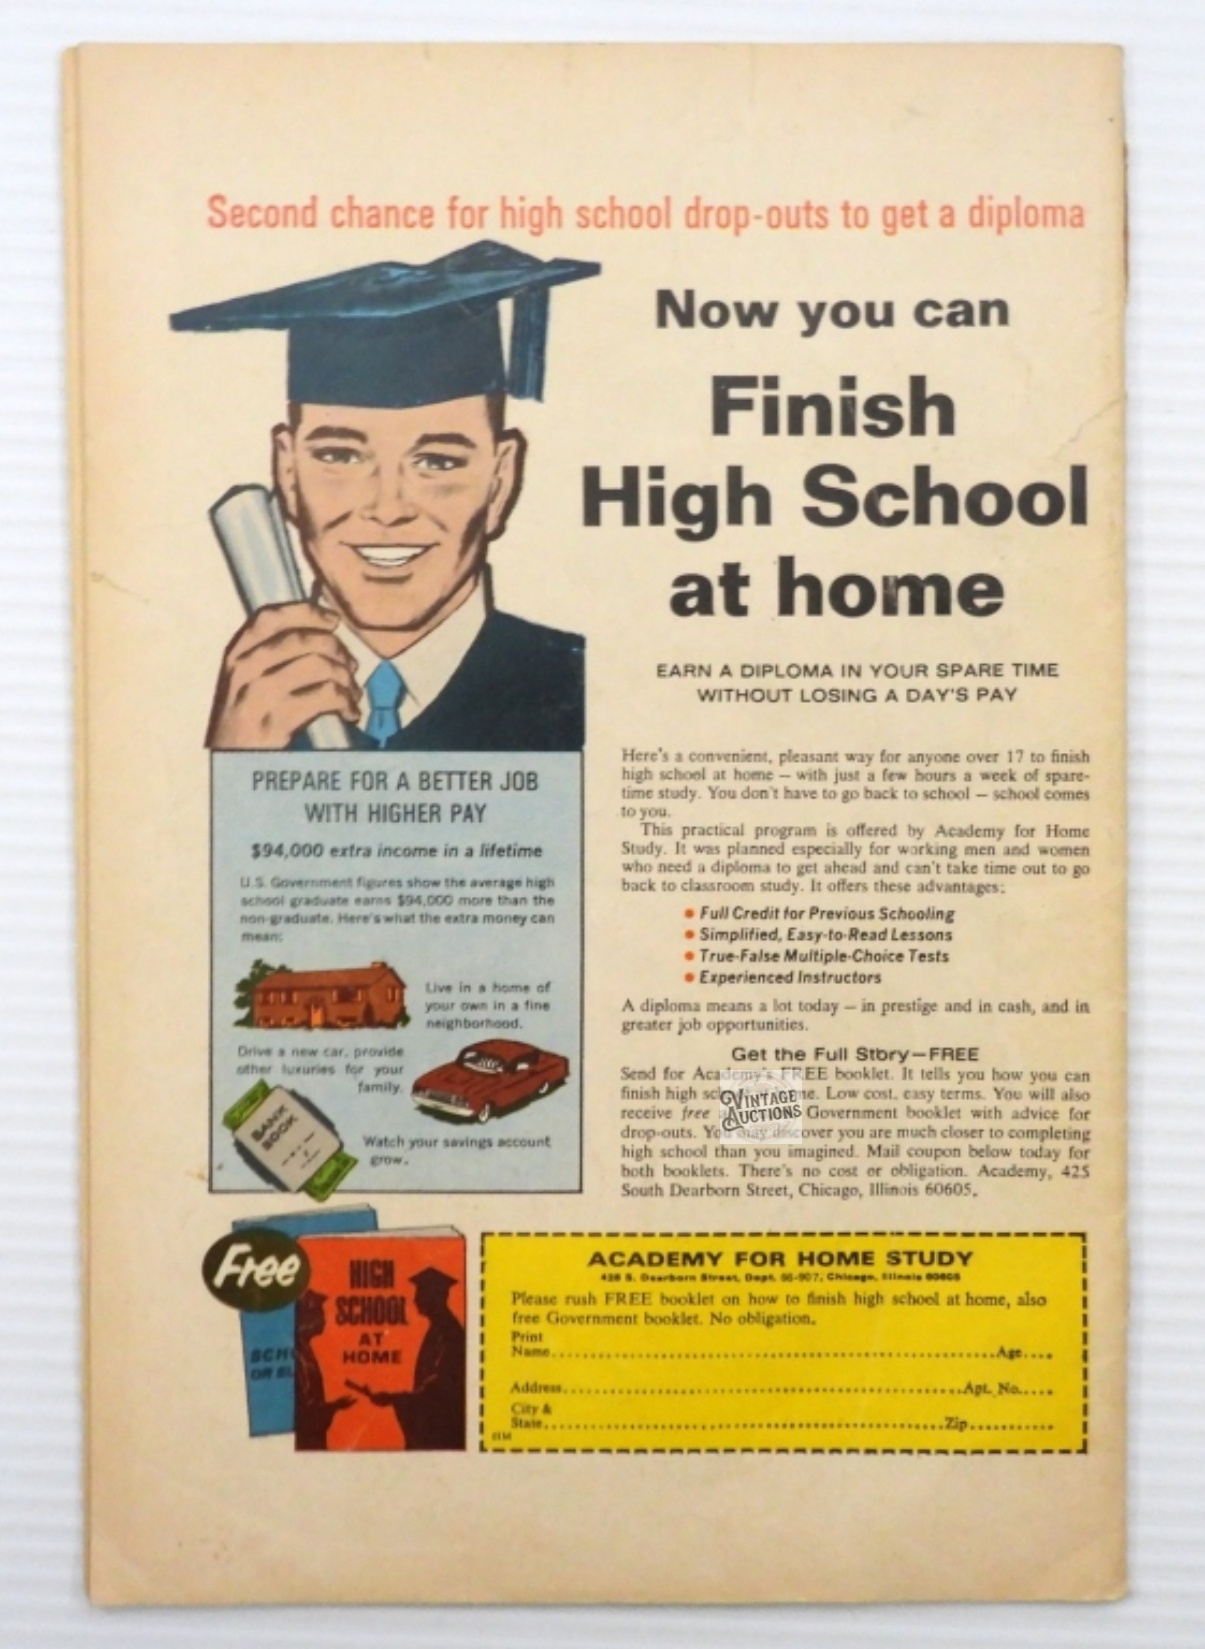 Second chance for high school drop-outs to get a diploma
Now you can
Finish
High School
at home
EARN A DIPLOMA IN YOUR SPARE TIME
WITHOUT LOSING A DAY'S PAY
PREPARE FOR A BETTER JOB
WITH HIGHER PAY
$94,000 extra income in a lifetime
U.S. Government figures show the average high
school graduate earns $94,000 more than the
non-graduate. Here's what the extra money can
mean:
Live in a home of
your own in a fine
neighborhood.
Drive a new car, provide
other luxuries for your
family.
BANK
BOOK
Watch your savings account
grow.
Here's a convenient, pleasant way for anyone over 17 to finish
high school at home — with just a few hours a week of spare-
time study. You don't have to go back to school — school comes
to you.
This practical program is offered by Academy for Home
Study. It was planned especially for working men and women
who need a diploma to get ahead and can't take time out to go
back to classroom study. It offers these advantages:
• Full Credit for Previous Schooling
• Simplified, Easy-to-Read Lessons
• True-False Multiple-Choice Tests
• Experienced Instructors
A diploma means a lot today — in prestige and in cash, and in
greater job opportunities.
Get the Full Story—FREE
Send for Academy's FREE booklet. It tells you how you can
finish high Low cost, easy terms. You will also
receive free Government booklet with advice for
drop-outs. You may discover you are much closer to completing
high school than you imagined. Mail coupon below today for
both booklets. There's no cost or obligation. Academy, 425
South Dearborn Street, Chicago, Illinois 60605.
VINTAGE
AUCTIONS
Free
HIGH
SCHOOL
AT
HOME
ACADEMY FOR HOME STUDY
S. Dearborn Street, Dept. Chicago, Illinois 60605
Please rush FREE booklet on how to finish high school at home, also
free Government booklet. No obligation.
Print
Name Age
Address Apt. No.
City &
State Zip